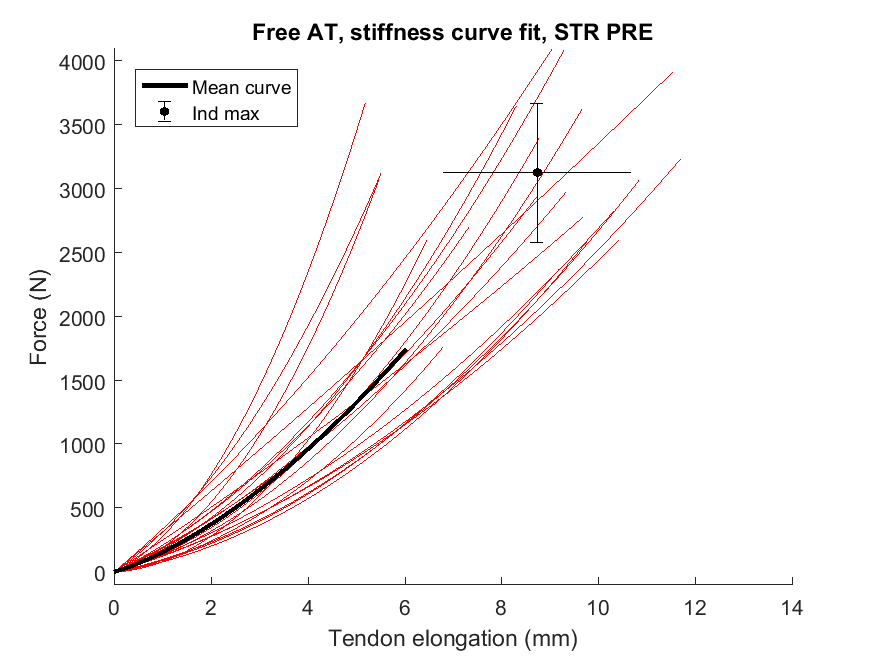 Free AT, stiffness curve fit, STR PRE
Mean curve
Ind max
4000
3500
3000
2500
2000
1500
1000
500
0
Force (N)
0 2 4 6 8 10 12 14
Tendon elongation (mm)